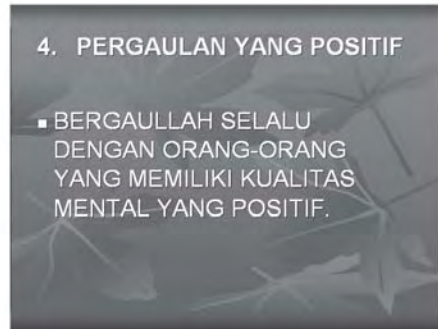 4. PERGAULAN YANG POSITIF
▪ BERGAULLAH SELALU
DENGAN ORANG-ORANG
YANG MEMILIKI KUALITAS
MENTAL YANG POSITIF.